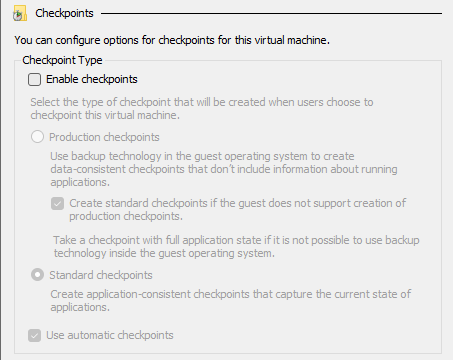 Checkpoints
You can configure options for checkpoints for this virtual machine.
Checkpoint Type
Enable checkpoints
Select the type of checkpoint that will be created when users choose to
checkpoint this virtual machine.
Production checkpoints
Use backup technology in the guest operating system to create
data-consistent checkpoints that don't include information about running
applications.
Create standard checkpoints if the guest does not support creation of
production checkpoints.
Take a checkpoint with full application state if it is not possible to use backup
technology inside the guest operating system.
Standard checkpoints
Create application-consistent checkpoints that capture the current state of
applications.
Use automatic checkpoints